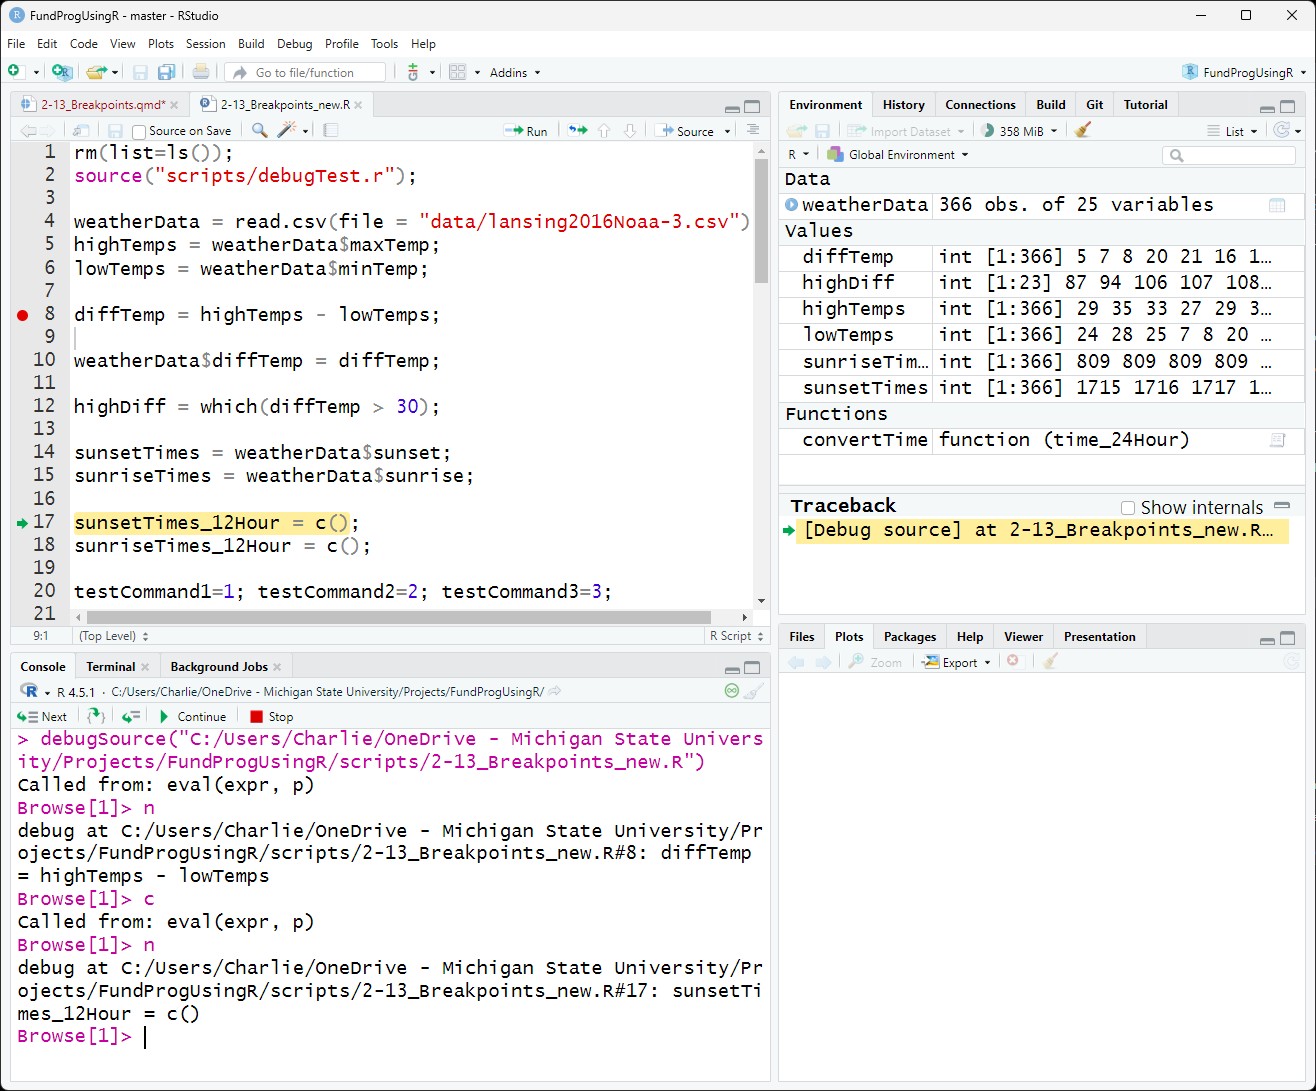 FundProgUsingR - master - RStudio
File Edit Code View Plots Session Build Debug Profile Tools Help
Go to file/function Addins FundProgUsingR
2-13_Breakpoints.qmd* 2-13_Breakpoints_new.R
Source on Save Run Source
1 rm(list=ls());
2 source("scripts/debugTest.r");
3
4 weatherData = read.csv(file = "data/lansing2016Noaa-3.csv")
5 highTemps = weatherData$maxTemp;
6 lowTemps = weatherData$minTemp;
7
8 diffTemp = highTemps - lowTemps;
9
10 weatherData$diffTemp = diffTemp;
11
12 highDiff = which(diffTemp > 30);
13
14 sunsetTimes = weatherData$sunset;
15 sunriseTimes = weatherData$sunrise;
16
17 sunsetTimes_12Hour = c();
18 sunriseTimes_12Hour = c();
19
20 testCommand1=1; testCommand2=2; testCommand3=3;
21
9:1 (Top Level) R Script
Console Terminal Background Jobs
R 4.5.1 · C:/Users/Charlie/OneDrive - Michigan State University/Projects/FundProgUsingR/
Next Continue Stop
> debugSource("C:/Users/Charlie/OneDrive - Michigan State Univers
ity/Projects/FundProgUsingR/scripts/2-13_Breakpoints_new.R")
Called from: eval(expr, p)
Browse[1]> n
debug at C:/Users/Charlie/OneDrive - Michigan State University/Pr
ojects/FundProgUsingR/scripts/2-13_Breakpoints_new.R#8: diffTemp
= highTemps - lowTemps
Browse[1]> c
Called from: eval(expr, p)
Browse[1]> n
debug at C:/Users/Charlie/OneDrive - Michigan State University/Pr
ojects/FundProgUsingR/scripts/2-13_Breakpoints_new.R#17: sunsetTi
mes_12Hour = c()
Browse[1]>
Environment History Connections Build Git Tutorial
Import Dataset 358 MiB List
R Global Environment
Data
weatherData 366 obs. of 25 variables
Values
diffTemp int [1:366] 5 7 8 20 21 16 1…
highDiff int [1:23] 87 94 106 107 108…
highTemps int [1:366] 29 35 33 27 29 3…
lowTemps int [1:366] 24 28 25 7 8 20 …
sunriseTim… int [1:366] 809 809 809 809 …
sunsetTimes int [1:366] 1715 1716 1717 1…
Functions
convertTime function (time_24Hour)
Traceback Show internals
[Debug source] at 2-13_Breakpoints_new.R…
Files Plots Packages Help Viewer Presentation
Zoom Export